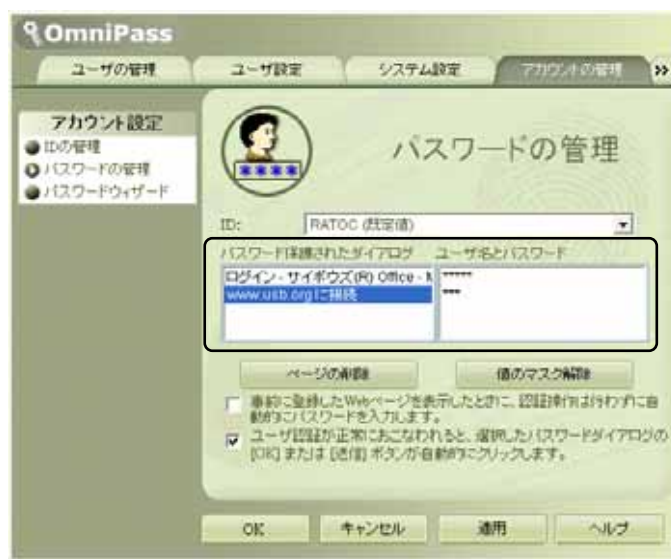 OmniPass
ユーザの管理
ユーザ設定
システム設定
アカウントの管理
アカウント設定
IDの管理
パスワードの管理
パスワードウィザード
パスワードの管理
ID:
RATOC (既定値)
パスワード保護されたダイアログ
ユーザ名とパスワード
ログイン - サイボウズ(R) Office - M
*****
www.usb.org に接続
***
ページの削除
値のマスク解除
事前に登録したWebページを表示したときに、認証操作は行わずに自
動的にパスワードを入力します。
ユーザ認証が正常におこなわれると、選択したパスワードダイアログの
[OK] または [送信] ボタンが自動的にクリックします。
OK
キャンセル
適用
ヘルプ